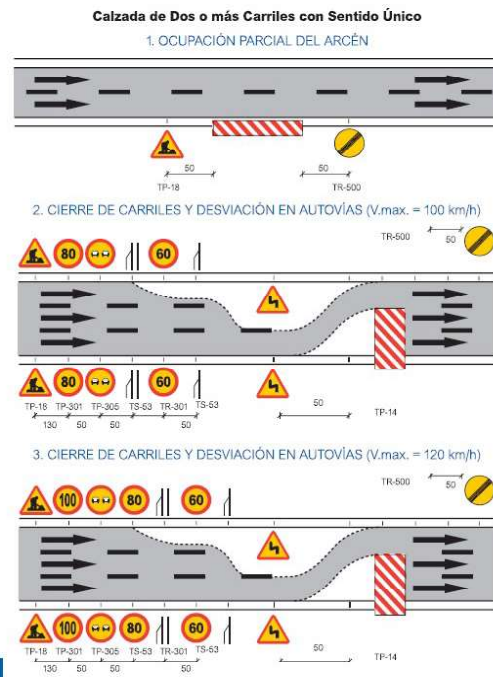 Calzada de Dos o más Carriles con Sentido Único
1. OCUPACIÓN PARCIAL DEL ARCÉN
50 50
TP-18 TR-500
2. CIERRE DE CARRILES Y DESVIACIÓN EN AUTOVÍAS (V.max. = 100 km/h)
TR-500 50
80 60
80 60
TP-18 TP-301 TP-305 TS-53 TR-301 TS-53
50 TP-14
130 50 50 50
3. CIERRE DE CARRILES Y DESVIACIÓN EN AUTOVÍAS (V.max. = 120 km/h)
TR-500 50
100 80 60
100 80 60
TP-18 TP-301 TP-305 TS-53 TR-301 TS-53
50 TP-14
130 50 50 50